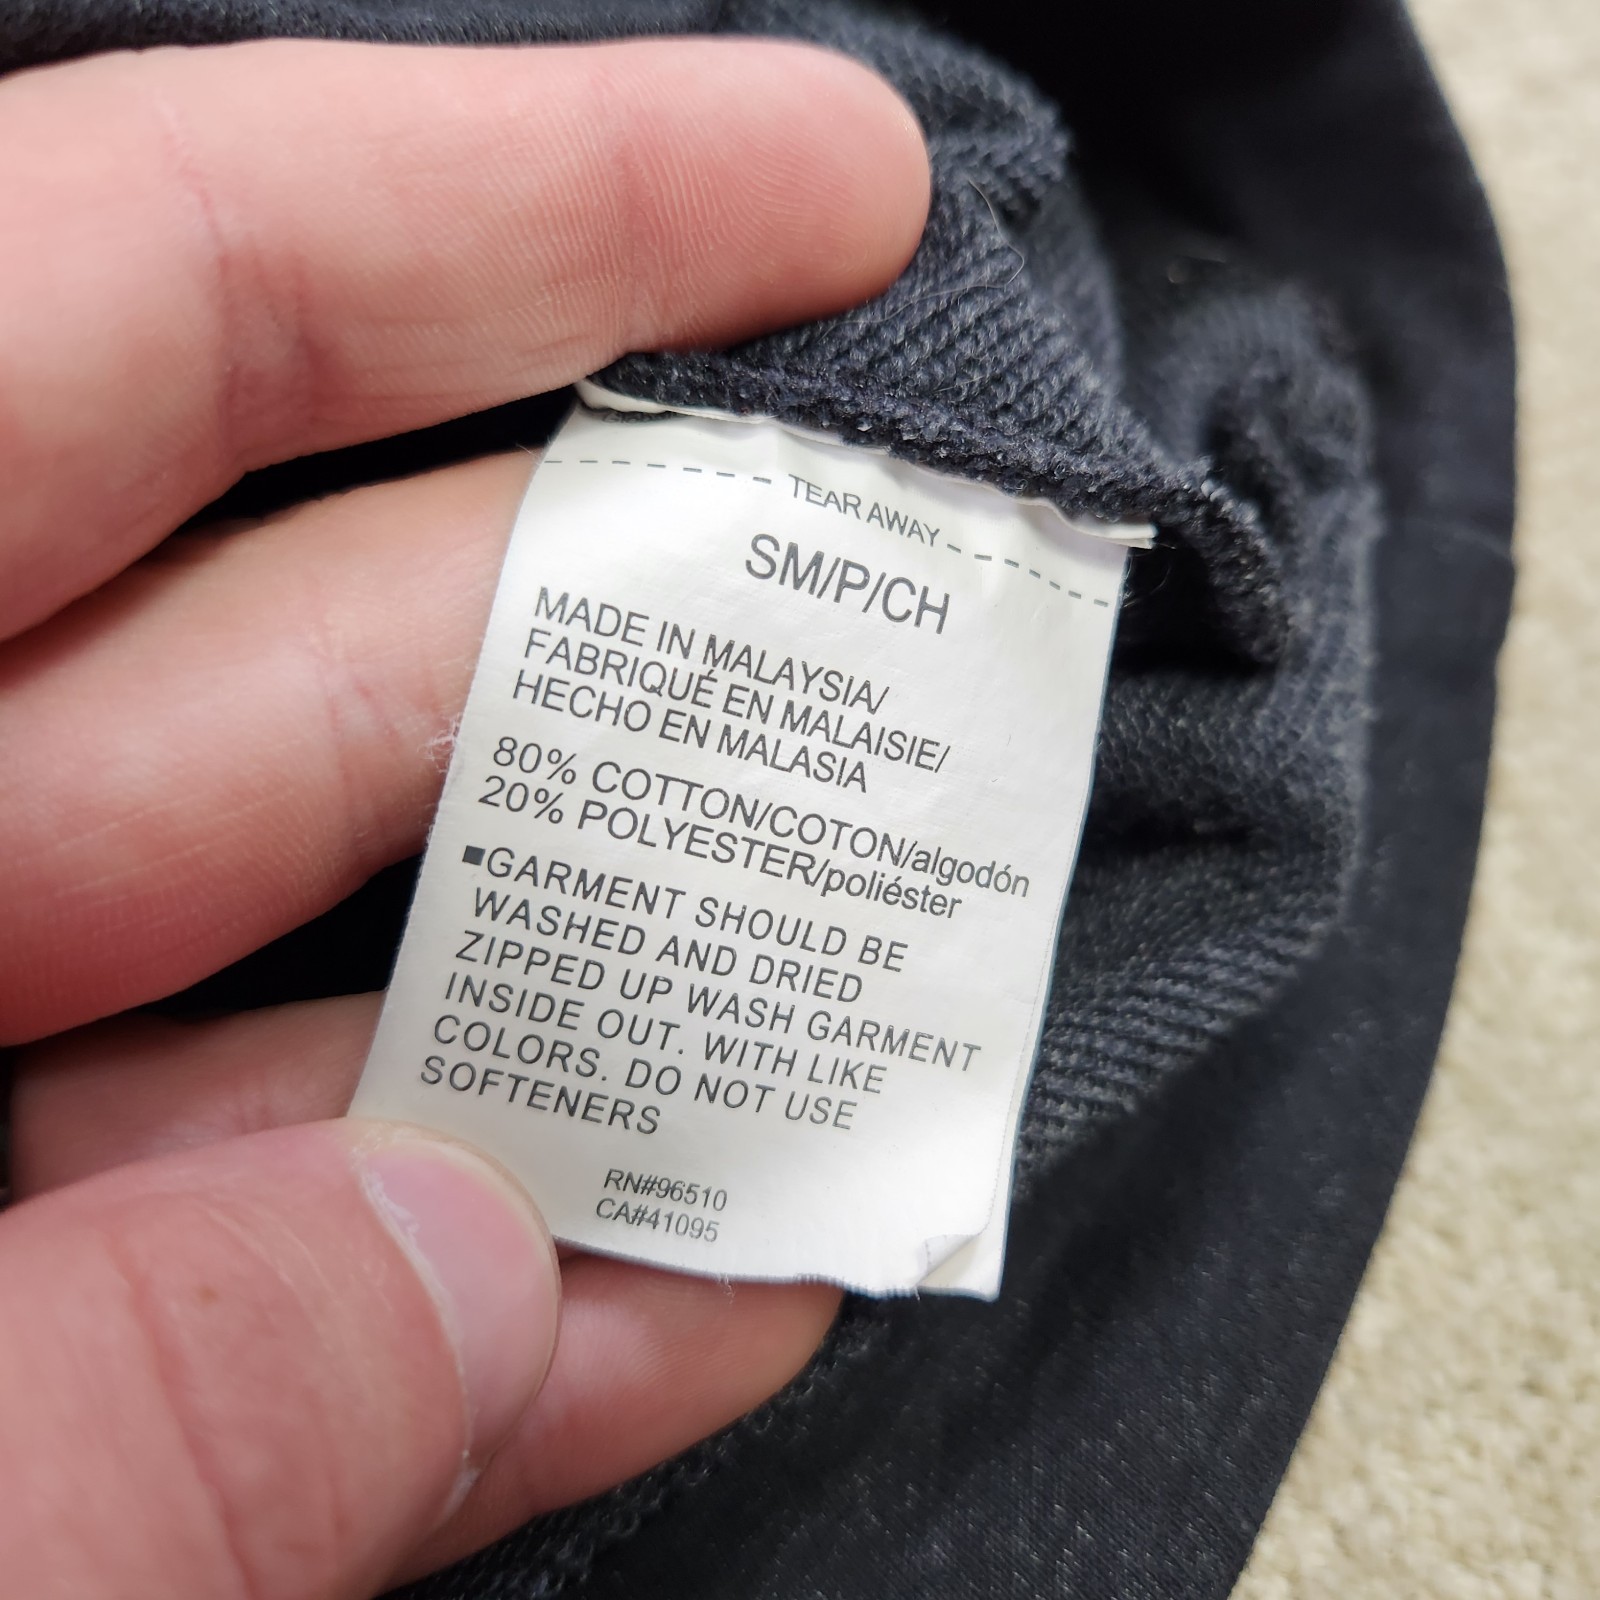 TEAR AWAY
SM/P/CH
MADE IN MALAYSIA/
FABRIQUÉ EN MALAISIE/
HECHO EN MALASIA
80% COTTON/COTON/algodón
20% POLYESTER/poliéster
■GARMENT SHOULD BE
WASHED AND DRIED
ZIPPED UP WASH GARMENT
INSIDE OUT. WITH LIKE
COLORS. DO NOT USE
SOFTENERS
RN#96510
CA#41095